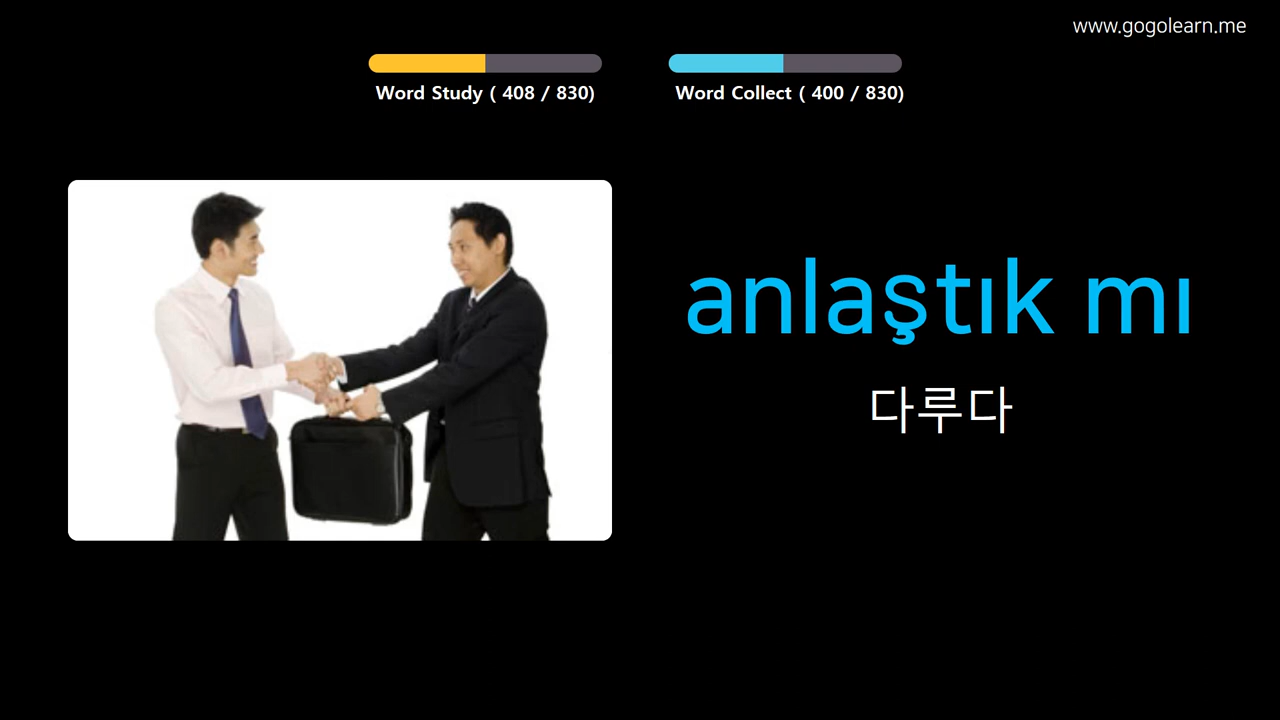 www.gogolearn.me
Word Study ( 408 / 830)
Word Collect ( 400 / 830)
anlaştık mı
다루다